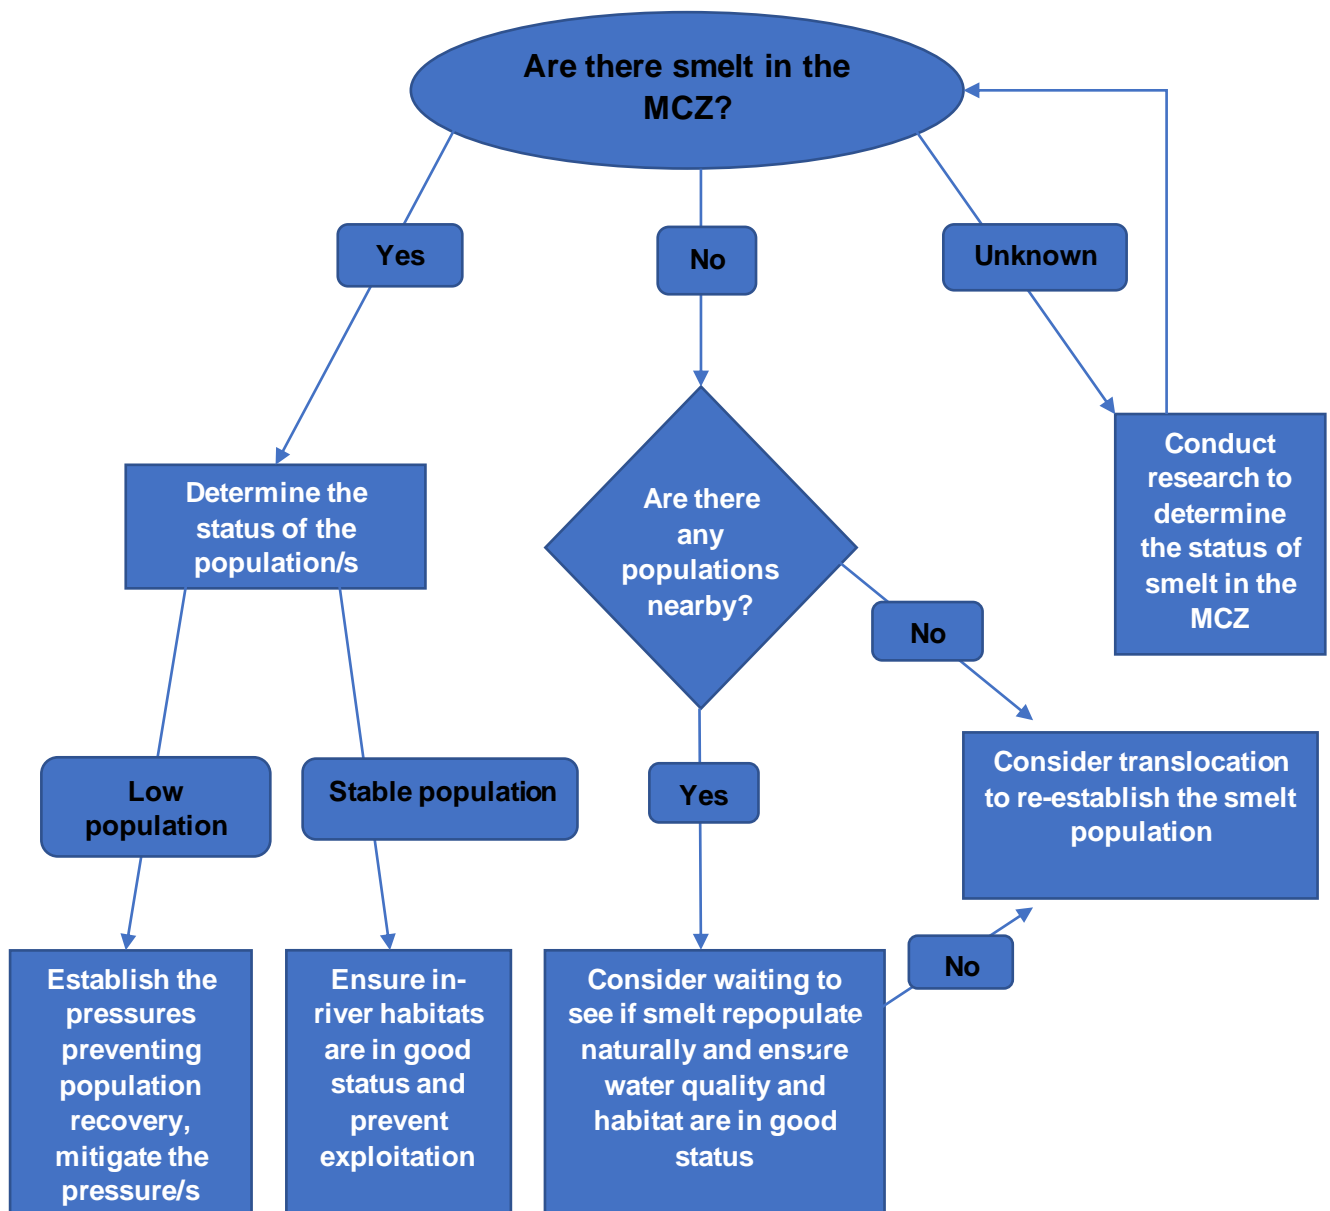 Are there smelt in the
MCZ?
Yes
No
Unknown
Determine the
status of the
population/s
Are there
any
populations
nearby?
Conduct
research to
determine
the status of
smelt in the
MCZ
No
Low
population
Stable population
Yes
Consider translocation
to re-establish the smelt
population
Establish the
pressures
preventing
population
recovery,
mitigate the
pressure/s
Ensure in-
river habitats
are in good
status and
prevent
exploitation
Consider waiting to
see if smelt repopulate
naturally and ensure
water quality and
habitat are in good
status
No